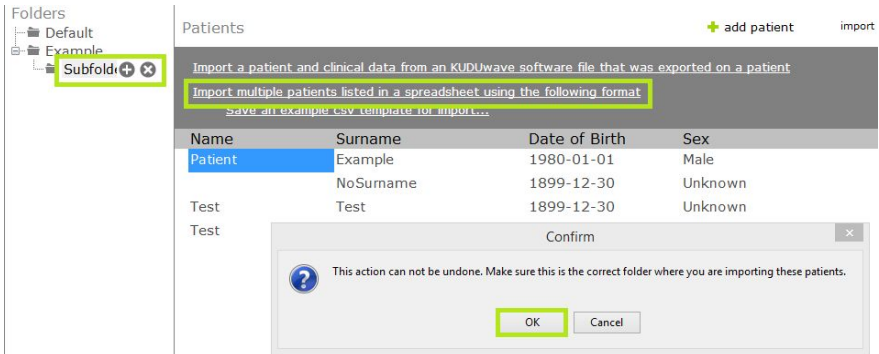 Folders
Default
Example
Subfolde
Patients
add patient
import
Import a patient and clinical data from an KUDUwave software file that was exported on a patient
Import multiple patients listed in a spreadsheet using the following format
Save an example csv template for import...
Name Surname Date of Birth Sex
Patient Example 1980-01-01 Male
NoSurname 1899-12-30 Unknown
Test Test 1899-12-30 Unknown
Test
Confirm
This action can not be undone. Make sure this is the correct folder where you are importing these patients.
OK Cancel